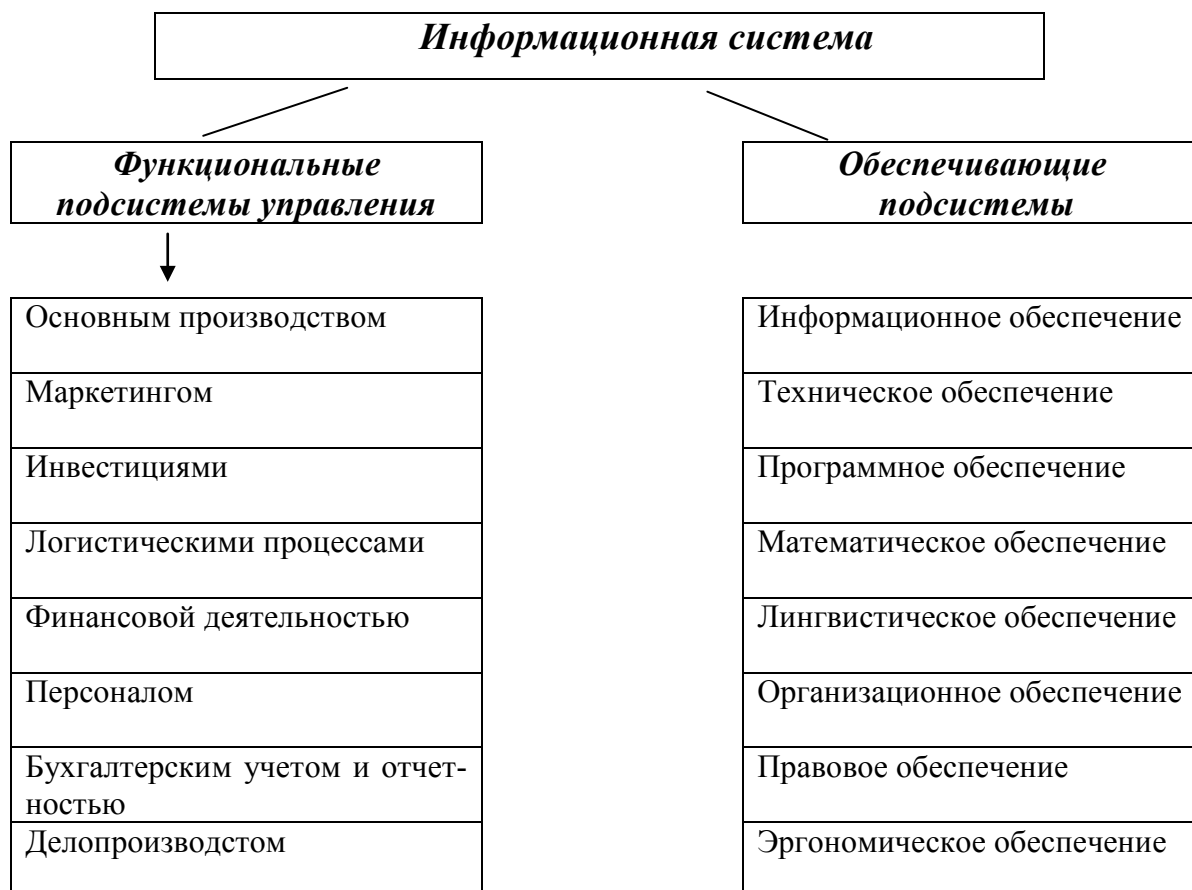 Информационная система
Функциональные
подсистемы управления
Обеспечивающие
подсистемы
Основным производством
Маркетингом
Инвестициями
Логистическими процессами
Финансовой деятельностью
Персоналом
Бухгалтерским учетом и отчет-
ностью
Делопроизводстом
Информационное обеспечение
Техническое обеспечение
Программное обеспечение
Математическое обеспечение
Лингвистическое обеспечение
Организационное обеспечение
Правовое обеспечение
Эргономическое обеспечение